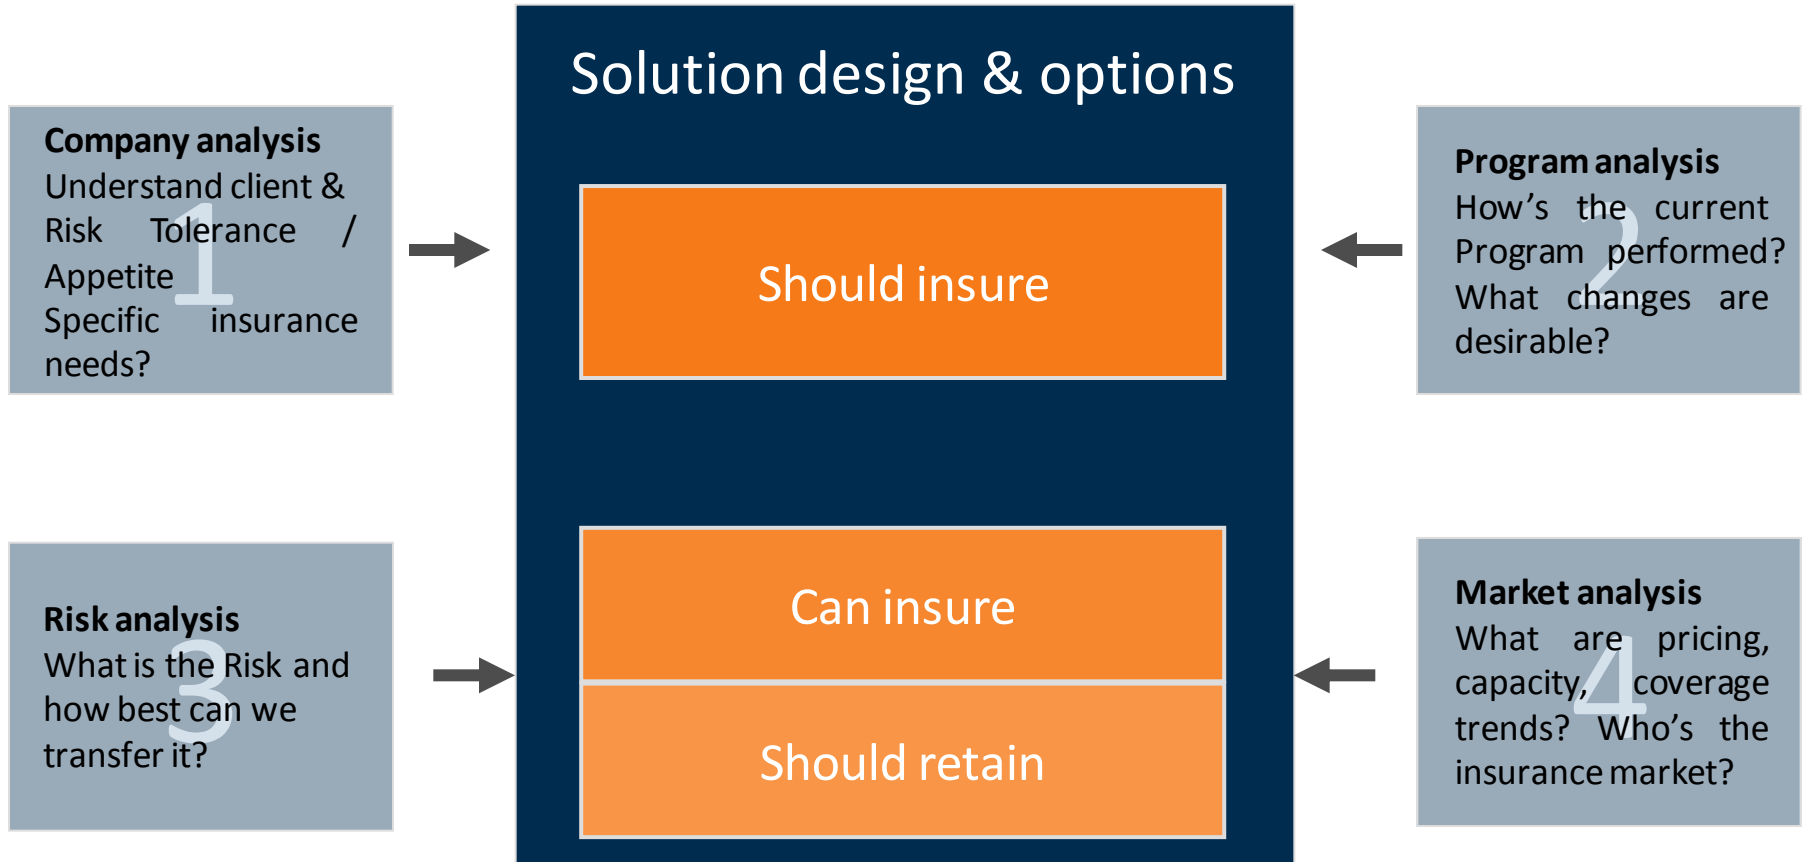 Solution design & options
Company analysis
Understand client &
Risk Tolerance /
Appetite
Specific insurance
needs?
1
Should insure
Program analysis
How’s the current
Program performed?
What changes are
desirable?
2
Risk analysis
What is the Risk and
how best can we
transfer it?
3
Can insure
Should retain
Market analysis
What are pricing,
capacity, coverage
trends? Who’s the
insurance market?
4